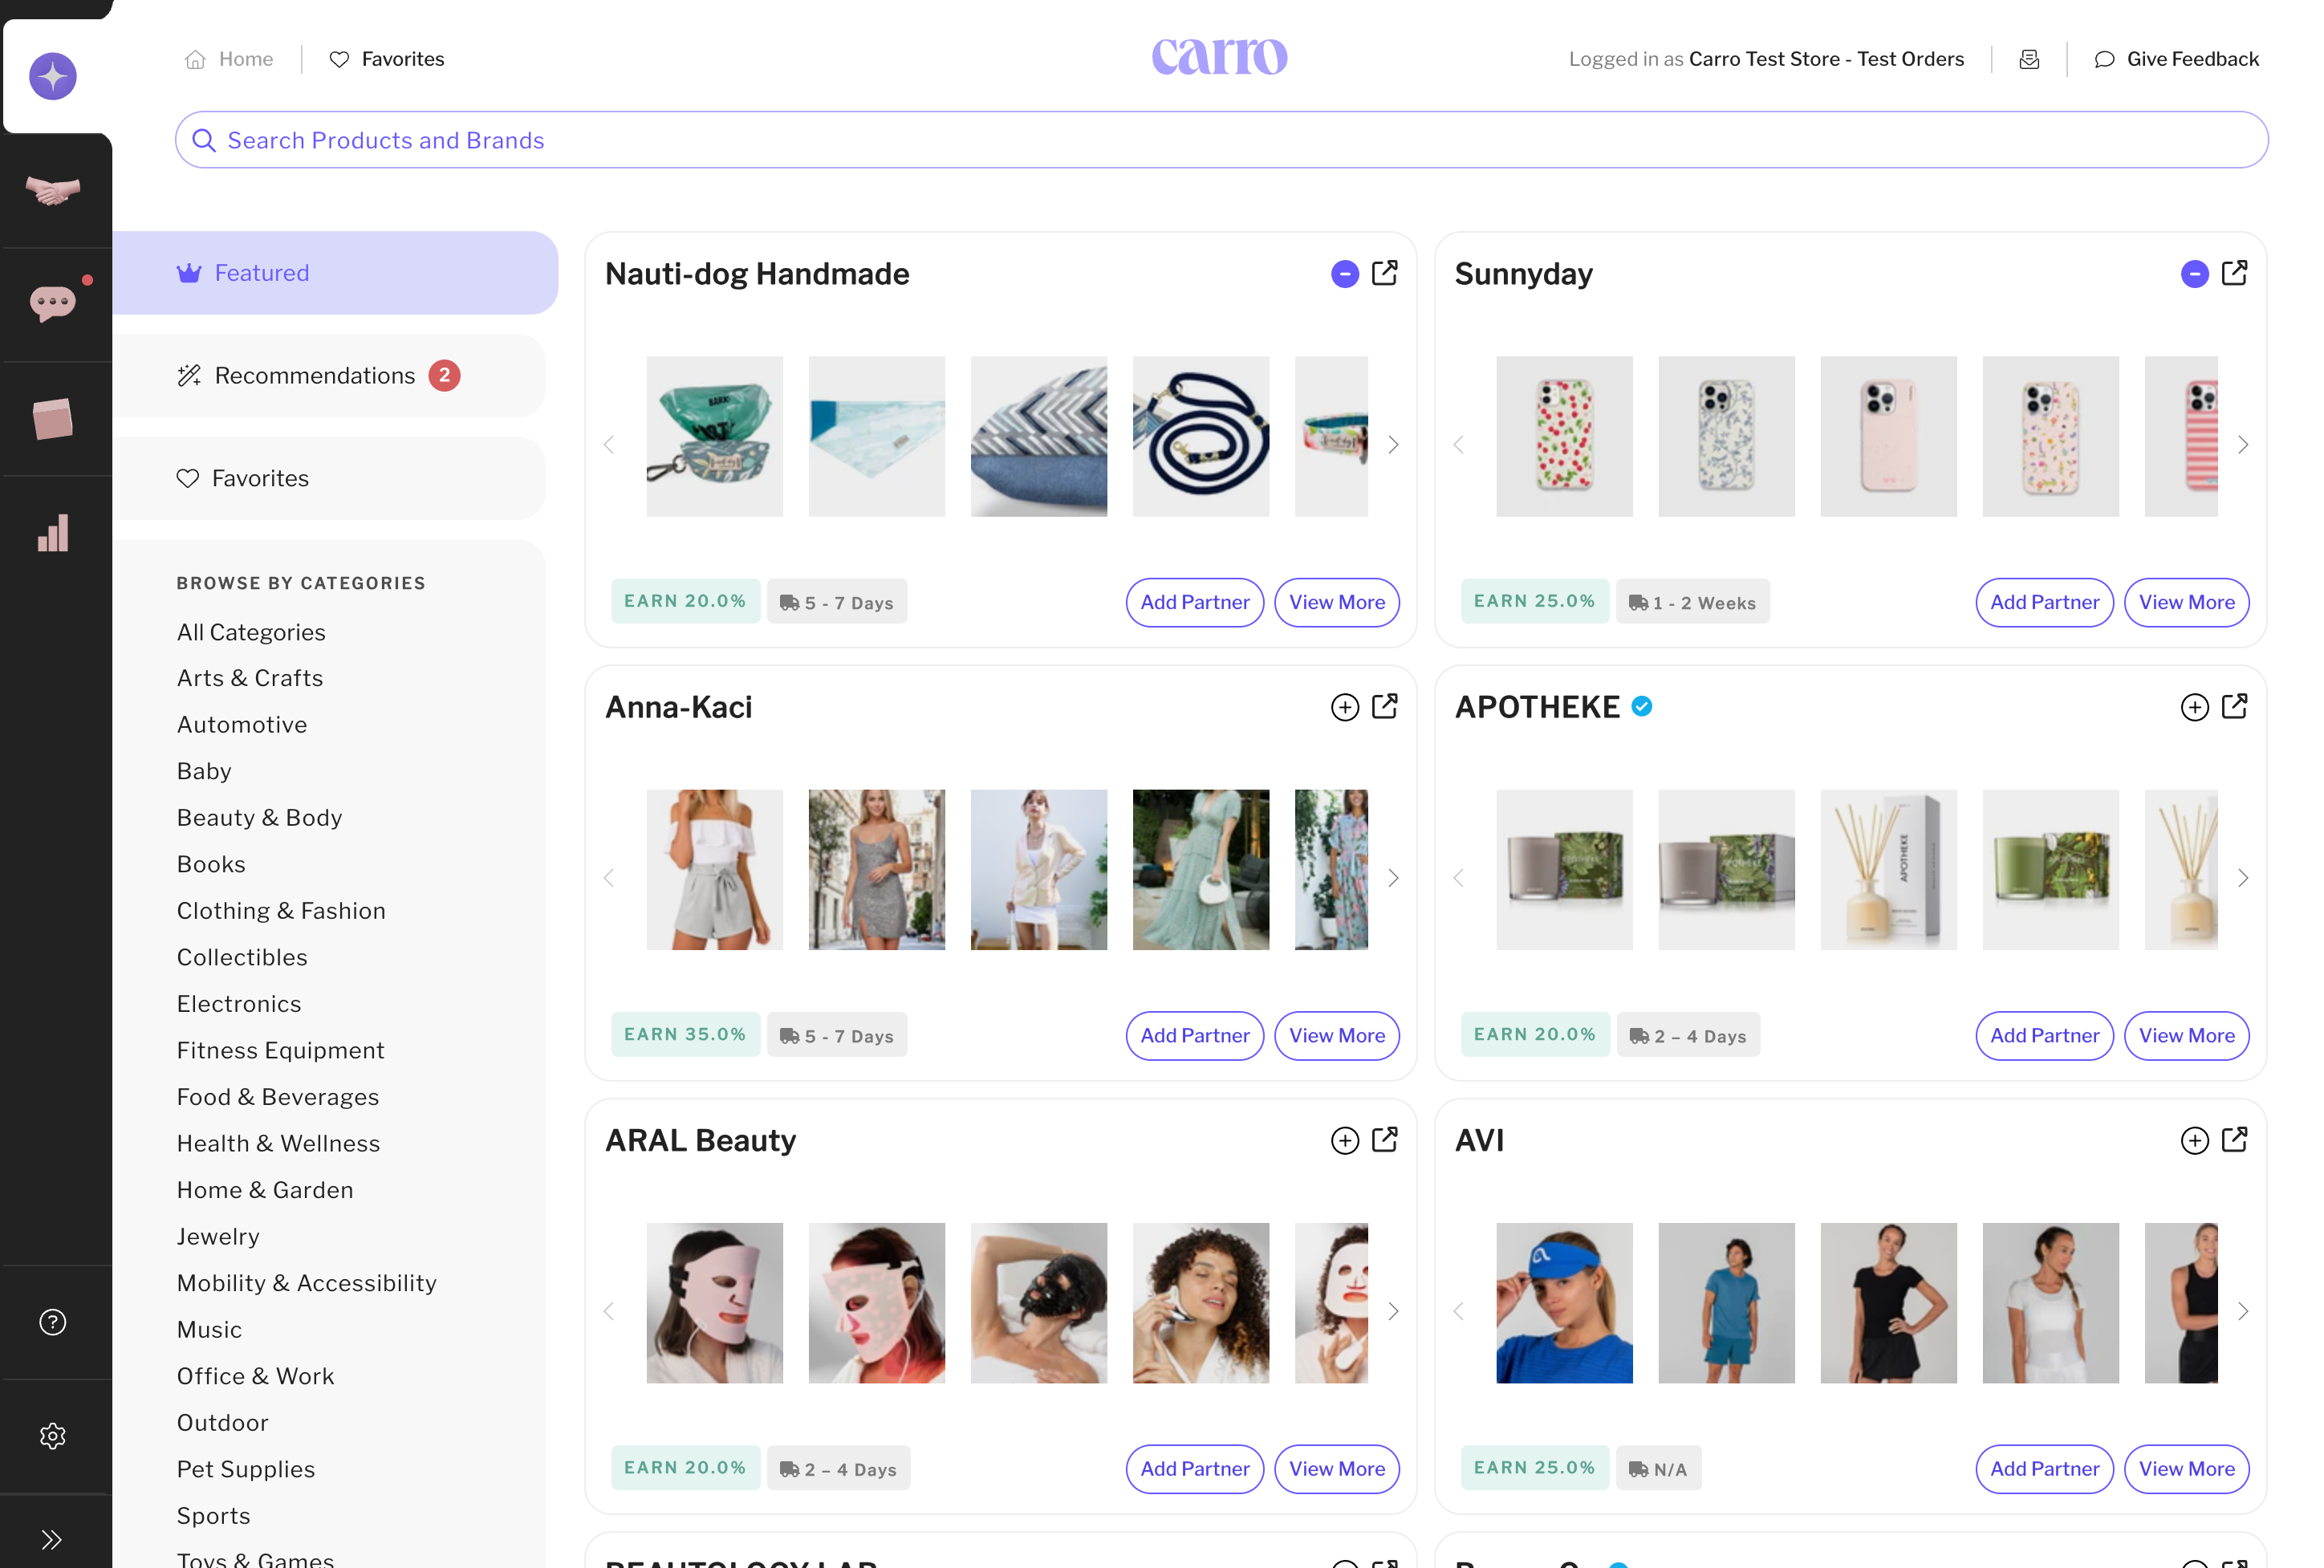 Home
Favorites
carro
Logged in as Carro Test Store - Test Orders
Give Feedback
Search Products and Brands
Featured
Recommendations 2
Favorites
BROWSE BY CATEGORIES
All Categories
Arts & Crafts
Automotive
Baby
Beauty & Body
Books
Clothing & Fashion
Collectibles
Electronics
Fitness Equipment
Food & Beverages
Health & Wellness
Home & Garden
Jewelry
Mobility & Accessibility
Music
Office & Work
Outdoor
Pet Supplies
Sports
Toys & Games
Nauti-dog Handmade
EARN 20.0%
5 - 7 Days
Add Partner
View More
Sunnyday
EARN 25.0%
1 - 2 Weeks
Add Partner
View More
Anna-Kaci
EARN 35.0%
5 - 7 Days
Add Partner
View More
APOTHEKE
APOTHEKE
EARN 20.0%
2 – 4 Days
Add Partner
View More
ARAL Beauty
EARN 20.0%
2 – 4 Days
Add Partner
View More
AVI
EARN 25.0%
N/A
Add Partner
View More
BEAUTOLOGY LAB